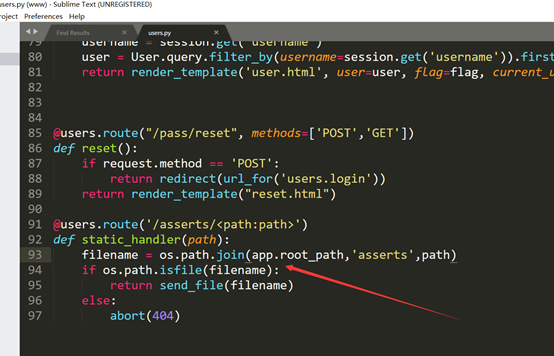 users.py (www) - Sublime Text (UNREGISTERED)
Preferences Help
Find Results
users.py
username = session.get('username')
80 user = User.query.filter_by(username=session.get('username')).first
81 return render_template('user.html', user=user, flag=flag, current_u
82
83
84
85 @users.route("/pass/reset", methods=['POST','GET'])
86 def reset():
87 if request.method == 'POST':
88 return redirect(url_for('users.login'))
89 return render_template("reset.html")
90
91 @users.route('/asserts/<path:path>')
92 def static_handler(path):
93 filename = os.path.join(app.root_path,'asserts',path)
94 if os.path.isfile(filename):
95 return send_file(filename)
96 else:
97 abort(404)